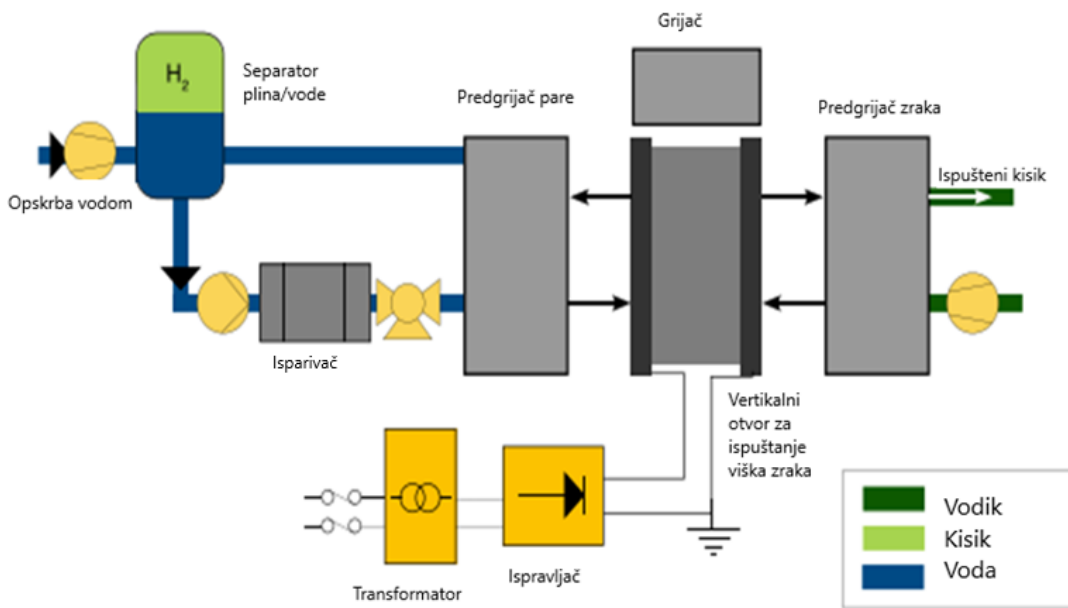 Grijač
H2
Separator
plina/vode
Predgrijač pare
Predgrijač zraka
Opskrba vodom
Ispušteni kisik
Isparivač
Vertikalni
otvor za
ispuštanje
viška zraka
Transformator
Ispravljač
Vodik
Kisik
Voda